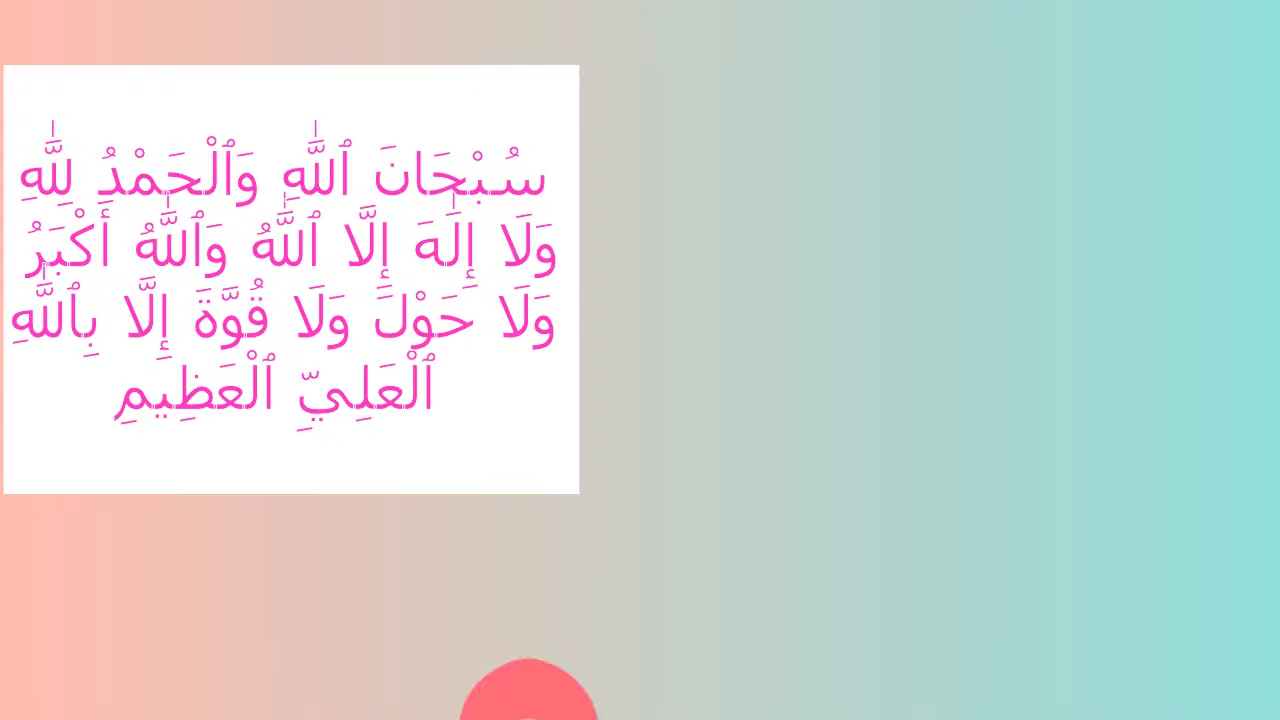 سُبْحَانَ ٱللَّٰهِ وَٱلْحَمْدُ لِلَّٰهِ
وَلَا إِلَٰهَ إِلَّا ٱللَّٰهُ وَٱللَّٰهُ أَكْبَرُ
وَلَا حَوْلَ وَلَا قُوَّةَ إِلَّا بِٱللَّٰهِ
ٱلْعَلِيِّ ٱلْعَظِيمِ